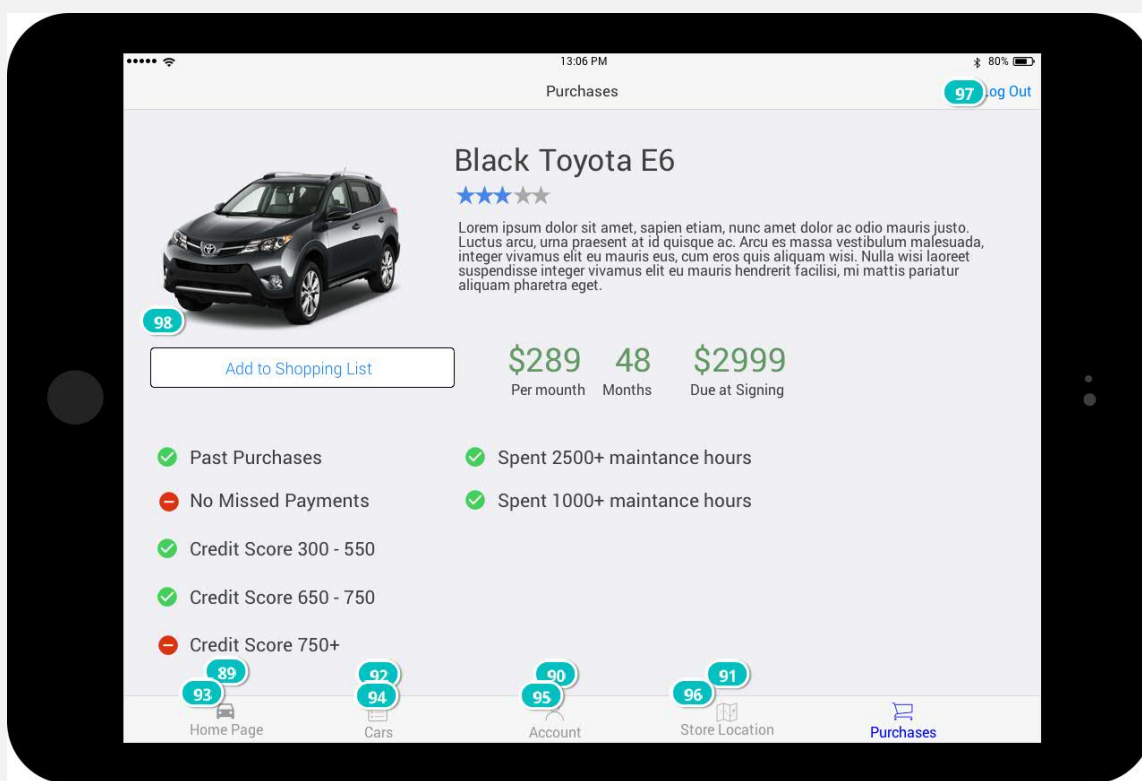 13:06 PM
80%
Purchases
97 Log Out
Black Toyota E6
Lorem ipsum dolor sit amet, sapien etiam, nunc amet dolor ac odio mauris justo.
Luctus arcu, urna praesent at id quisque ac. Arcu es massa vestibulum malesuada,
integer vivamus elit eu mauris eus, cum eros quis aliquam wisi. Nulla wisi laoreet
suspendisse integer vivamus elit eu mauris hendrerit facilisi, mi mattis pariatur
aliquam pharetra eget.
98
Add to Shopping List
$289 48 $2999
Per mounth Months Due at Signing
Past Purchases
Spent 2500+ maintance hours
No Missed Payments
Spent 1000+ maintance hours
Credit Score 300 - 550
Credit Score 650 - 750
Credit Score 750+
89 92 90 91
93 94 95 96
Home Page Cars Account Store Location Purchases